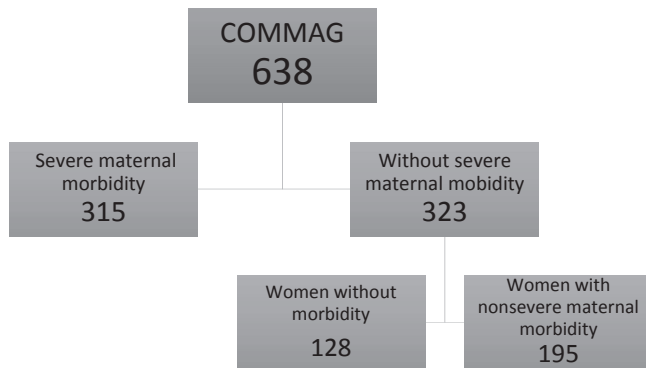 COMMAG
638
Severe maternal
morbidity
315
Without severe
maternal mobidity
323
Women without
morbidity
128
Women with
nonsevere maternal
morbidity
195